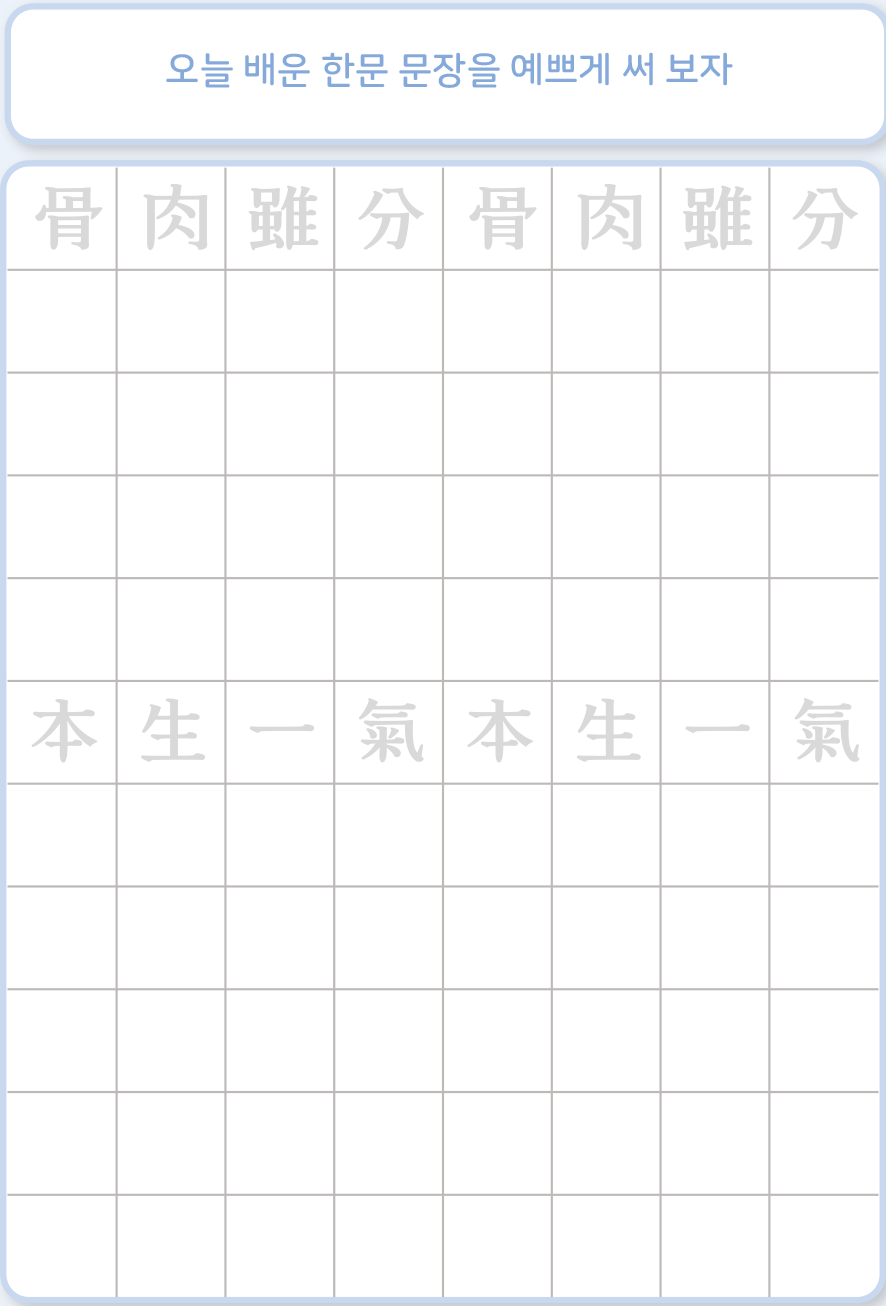 오늘 배운 한문 문장을 예쁘게 써 보자
骨 肉 雖 分 骨 肉 雖 分
本 生 一 氣 本 生 一 氣